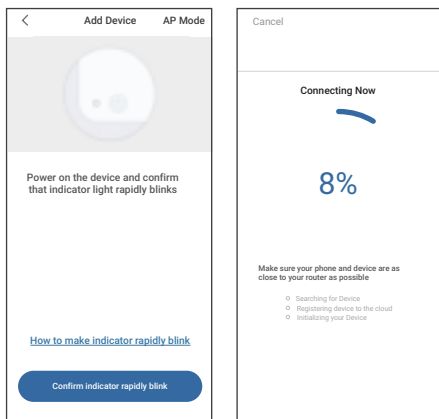 Add Device
AP Mode
Power on the device and confirm
that indicator light rapidly blinks
How to make indicator rapidly blink
Confirm indicator rapidly blink
Cancel
Connecting Now
8%
Make sure your phone and device are as
close to your router as possible
Searching for Device
Registering device to the cloud
Initializing your Device